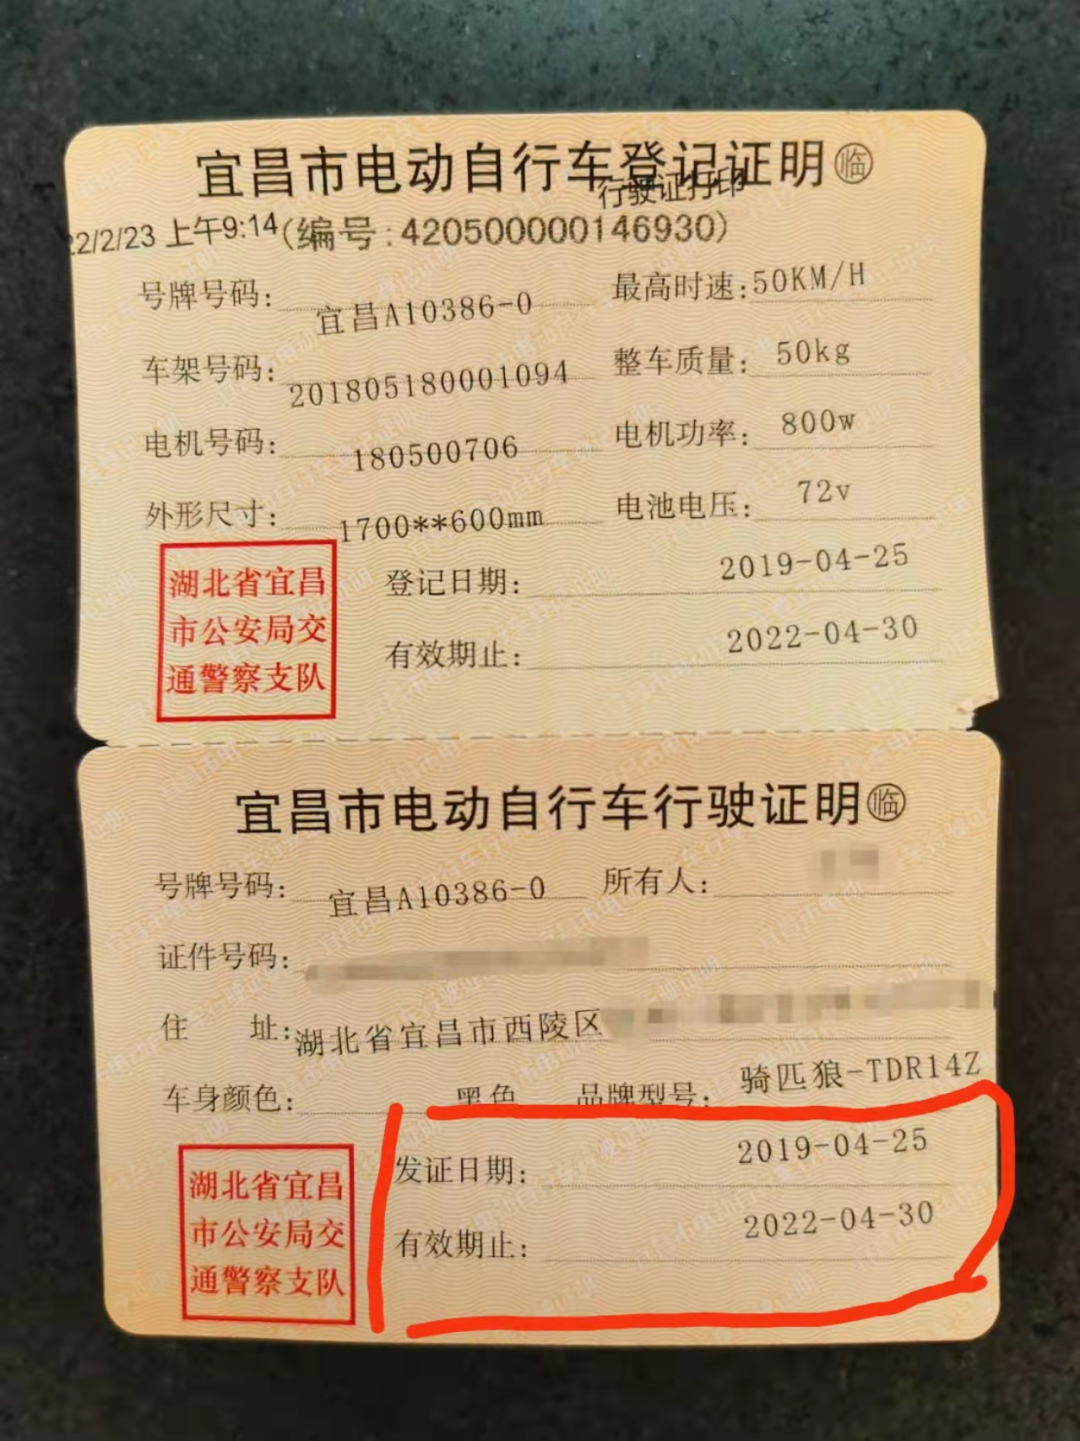 宜昌市电动自行车登记证明 临
行驶证打印
22/2/23 上午9:14 (编号:420500000146930)
号牌号码: 宜昌A10386-0 最高时速:50KM/H
车架号码: 201805180001094 整车质量: 50kg
电机号码: 180500706 电机功率: 800w
外形尺寸: 1700**600mm 电池电压: 72v
登记日期: 2019-04-25
有效期止: 2022-04-30
湖北省宜昌
市公安局交
通警察支队
宜昌市电动自行车行驶证明 临
号牌号码: 宜昌A10386-0 所有人:
证件号码:
住 址:湖北省宜昌市西陵区
车身颜色: 黑色 品牌型号: 骑匹狼-TDR14Z
发证日期: 2019-04-25
有效期止: 2022-04-30
湖北省宜昌
市公安局交
通警察支队